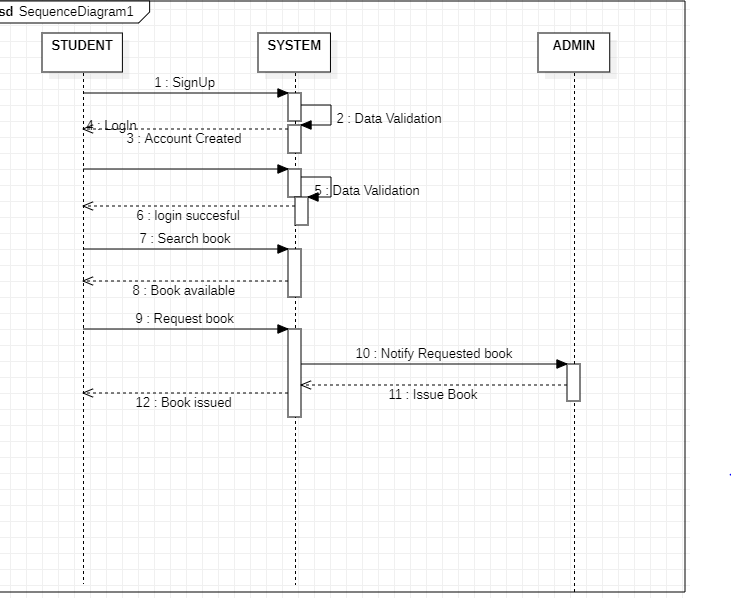 sd SequenceDiagram1
STUDENT
SYSTEM
ADMIN
1 : SignUp
2 : Data Validation
4 : LogIn
3 : Account Created
5 : Data Validation
6 : login succesful
7 : Search book
8 : Book available
9 : Request book
10 : Notify Requested book
11 : Issue Book
12 : Book issued